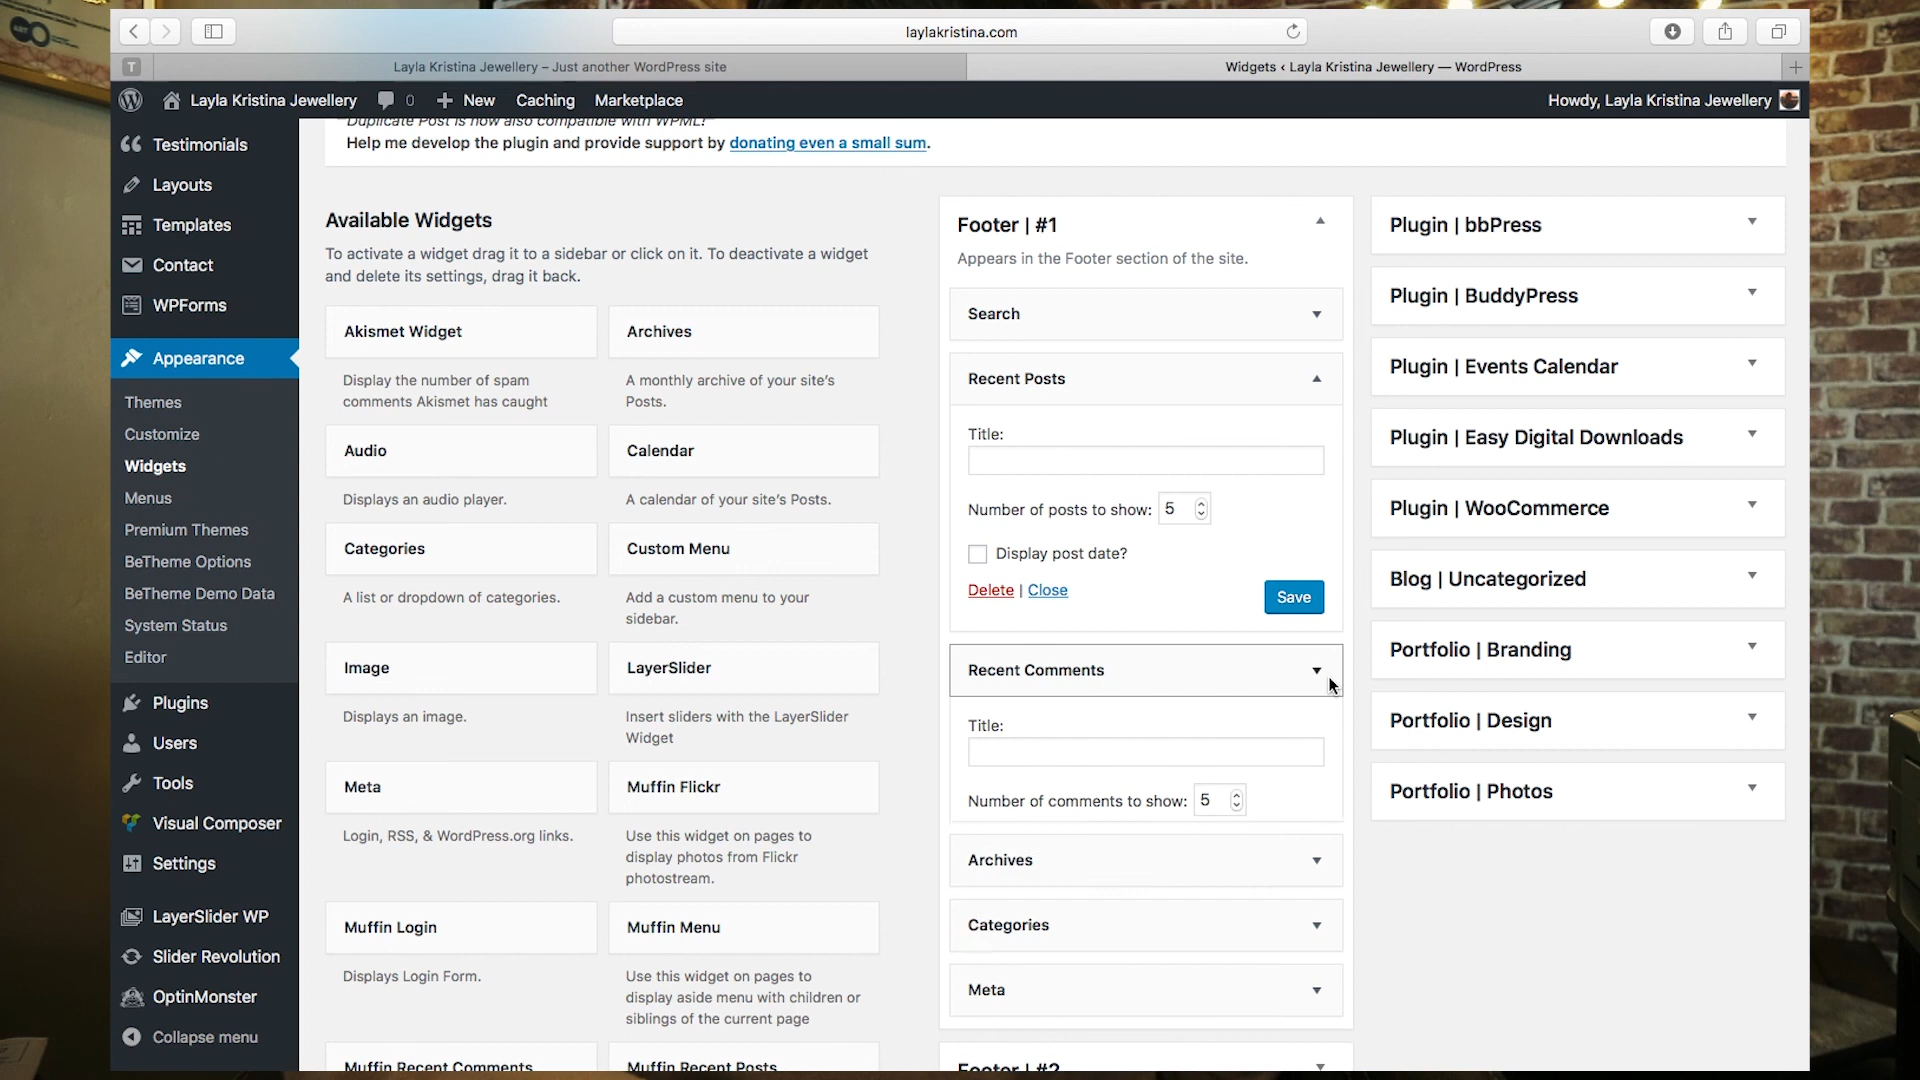 laylakristina.com
T
Layla Kristina Jewellery – Just another WordPress site
Widgets ‹ Layla Kristina Jewellery — WordPress
Layla Kristina Jewellery
0
New
Caching
Marketplace
Howdy, Layla Kristina Jewellery
Testimonials
Layouts
Templates
Contact
WPForms
Appearance
Themes
Customize
Widgets
Menus
Premium Themes
BeTheme Options
BeTheme Demo Data
System Status
Editor
Plugins
Users
Tools
Visual Composer
Settings
LayerSlider WP
Slider Revolution
OptinMonster
Collapse menu
Duplicate Post is now also compatible with WPML!
Help me develop the plugin and provide support by donating even a small sum.
Available Widgets
To activate a widget drag it to a sidebar or click on it. To deactivate a widget
and delete its settings, drag it back.
Akismet Widget
Display the number of spam
comments Akismet has caught
Archives
A monthly archive of your site's
Posts.
Audio
Displays an audio player.
Calendar
A calendar of your site's Posts.
Categories
A list or dropdown of categories.
Custom Menu
Add a custom menu to your
sidebar.
Image
Displays an image.
LayerSlider
Insert sliders with the LayerSlider
Widget
Meta
Login, RSS, & WordPress.org links.
Muffin Flickr
Use this widget on pages to
display photos from Flickr
photostream.
Muffin Login
Displays Login Form.
Muffin Menu
Use this widget on pages to
display aside menu with children or
siblings of the current page
Muffin Recent Comments
Muffin Recent Posts
Footer | #1
Appears in the Footer section of the site.
Search
Recent Posts
Title:
Number of posts to show: 5
Display post date?
Delete | Close
Save
Recent Comments
Title:
Number of comments to show: 5
Archives
Categories
Meta
Footer | #2
Plugin | bbPress
Plugin | BuddyPress
Plugin | Events Calendar
Plugin | Easy Digital Downloads
Plugin | WooCommerce
Blog | Uncategorized
Portfolio | Branding
Portfolio | Design
Portfolio | Photos